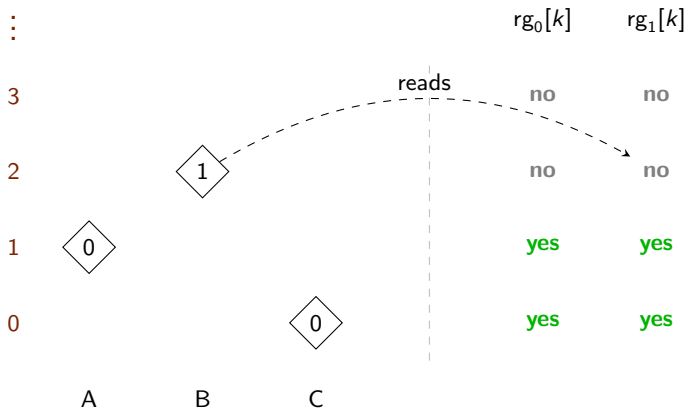 ⋮ rg₀[k] rg₁[k]
reads
3 no no
2 1 no no
1 0 yes yes
0 0 yes yes
A B C